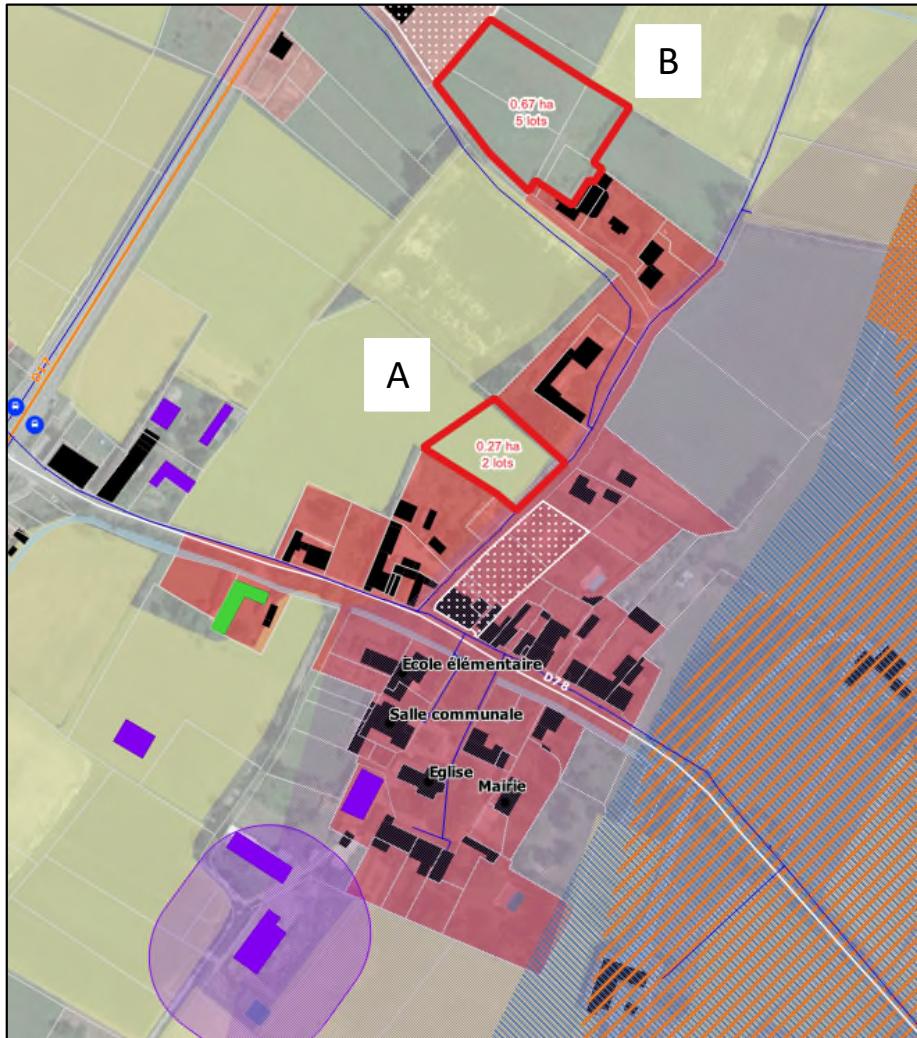 B
0.67 ha
5 lots
A
0.27 ha
2 lots
Ecole élémentaire
D78
Salle communale
Eglise
Mairie